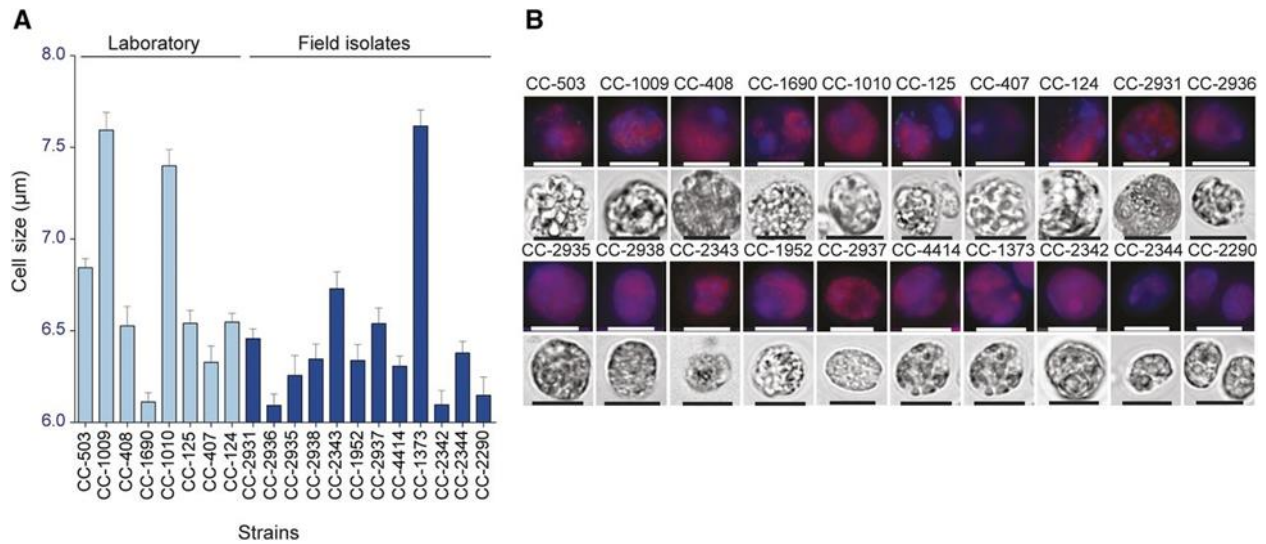 A
Laboratory
Field isolates
8.0
7.5
7.0
6.5
6.0
Cell size (µm)
CC-503
CC-1009
CC-408
CC-1690
CC-1010
CC-125
CC-407
CC-124
CC-2931
CC-2936
CC-2935
CC-2938
CC-2343
CC-1952
CC-2937
CC-4414
CC-1373
CC-2342
CC-2344
CC-2290
Strains
B
CC-503 CC-1009 CC-408 CC-1690 CC-1010 CC-125 CC-407 CC-124 CC-2931 CC-2936
CC-2935 CC-2938 CC-2343 CC-1952 CC-2937 CC-4414 CC-1373 CC-2342 CC-2344 CC-2290